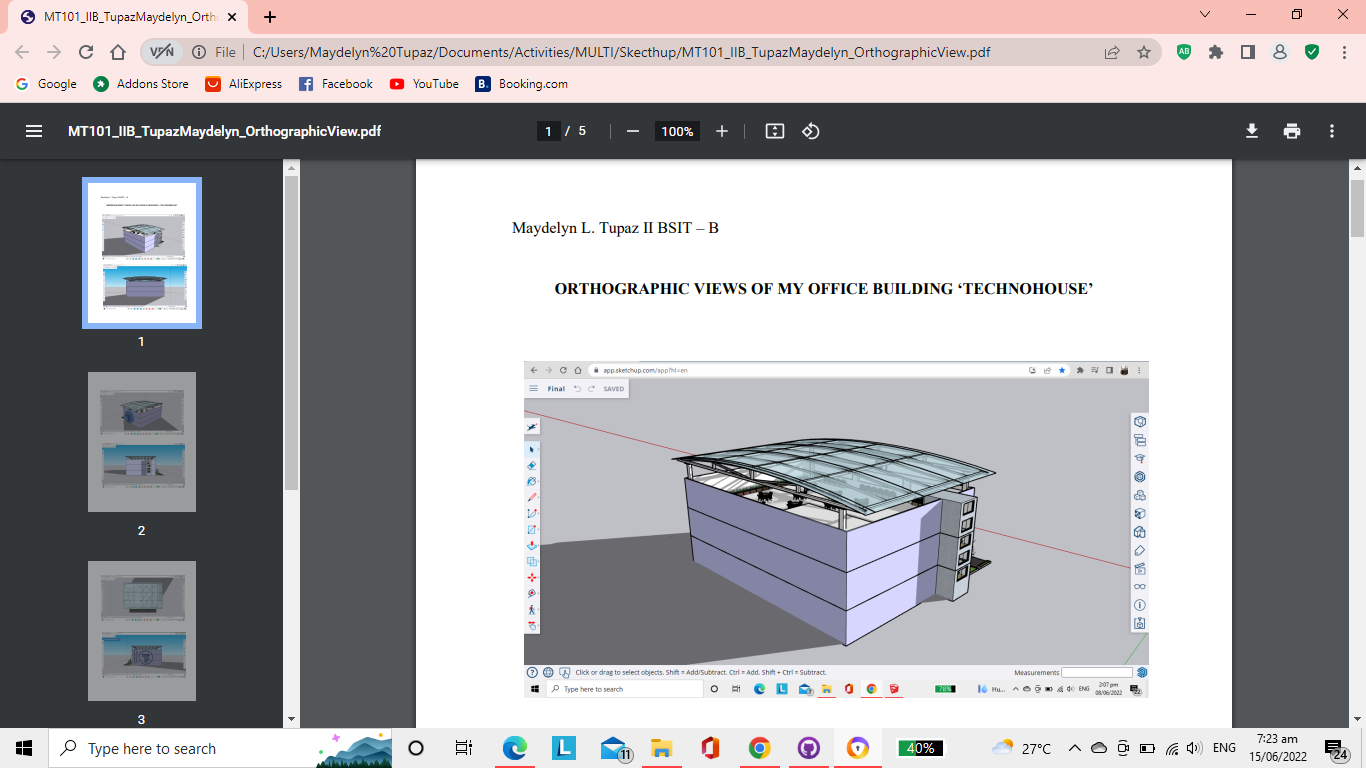 MT101_IIB_TupazMaydelyn_Orth
VPN File C:/Users/Maydelyn%20Tupaz/Documents/Activities/MULTI/Skecthup/MT101_IIB_TupazMaydelyn_OrthographicView.pdf
Google Addons Store AliExpress Facebook YouTube B. Booking.com
MT101_IIB_TupazMaydelyn_OrthographicView.pdf 1 / 5 100%
Maydelyn L. Tupaz II BSIT – B
ORTHOGRAPHIC VIEWS OF MY OFFICE BUILDING ‘TECHNOHOUSE’
app.sketchup.com/app?hl=en
Final SAVED
Click or drag to select objects. Shift = Add/Subtract. Ctrl = Add. Shift + Ctrl = Subtract. Measurements
Type here to search 78% Hu... ENG 2:07 pm
08/06/2022
1
2
3
Type here to search L 11 40% 27°C ENG 7:23 am
15/06/2022 24